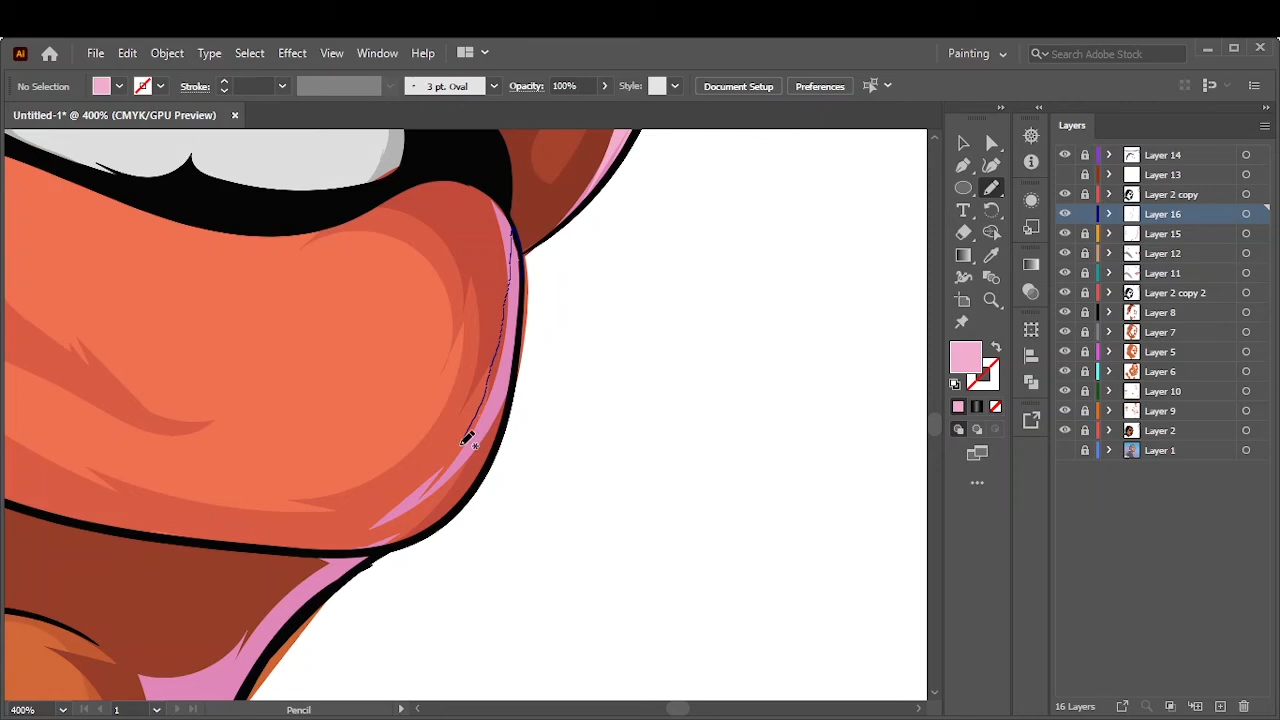 Ai File Edit Object Type Select Effect View Window Help Painting Search Adobe Stock
No Selection Stroke: 3 pt. Oval Opacity: 100% Style: Document Setup Preferences
Untitled-1* @ 400% (CMYK/GPU Preview)
Layers
Layer 14
Layer 13
Layer 2 copy
Layer 16
Layer 15
Layer 12
Layer 11
Layer 2 copy 2
Layer 8
Layer 7
Layer 5
Layer 6
Layer 10
Layer 9
Layer 2
Layer 1
400% 1 Pencil 16 Layers